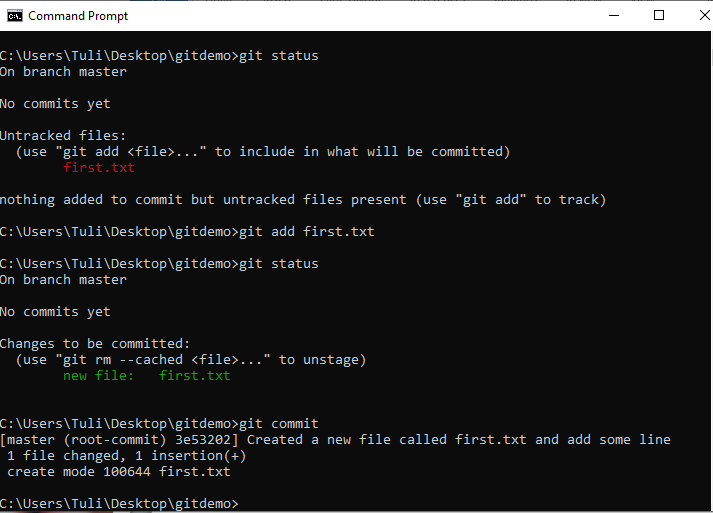 Command Prompt
C:\Users\Tuli\Desktop\gitdemo>git status
On branch master
No commits yet
Untracked files:
  (use "git add <file>..." to include in what will be committed)
        first.txt
nothing added to commit but untracked files present (use "git add" to track)
C:\Users\Tuli\Desktop\gitdemo>git add first.txt
C:\Users\Tuli\Desktop\gitdemo>git status
On branch master
No commits yet
Changes to be committed:
  (use "git rm --cached <file>..." to unstage)
        new file:   first.txt
C:\Users\Tuli\Desktop\gitdemo>git commit
[master (root-commit) 3e53202] Created a new file called first.txt and add some line
 1 file changed, 1 insertion(+)
 create mode 100644 first.txt
C:\Users\Tuli\Desktop\gitdemo>